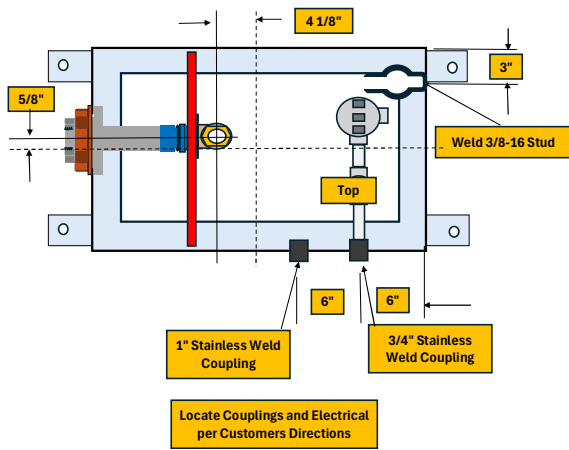 4 1/8"
3"
5/8"
Weld 3/8-16 Stud
Top
6"
6"
1" Stainless Weld
Coupling
3/4" Stainless
Weld Coupling
Locate Couplings and Electrical
per Customers Directions